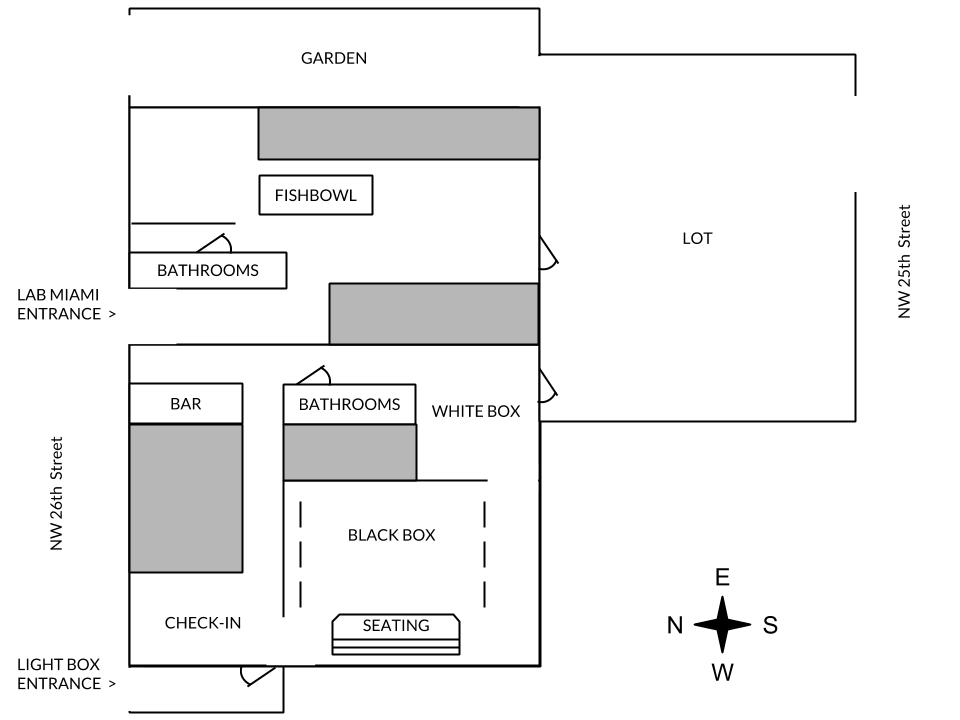 GARDEN
FISHBOWL
LOT
NW 25th Street
BATHROOMS
LAB MIAMI
ENTRANCE >
BAR
BATHROOMS
WHITE BOX
NW 26th Street
BLACK BOX
CHECK-IN
SEATING
LIGHT BOX
ENTRANCE >
E
N
S
W